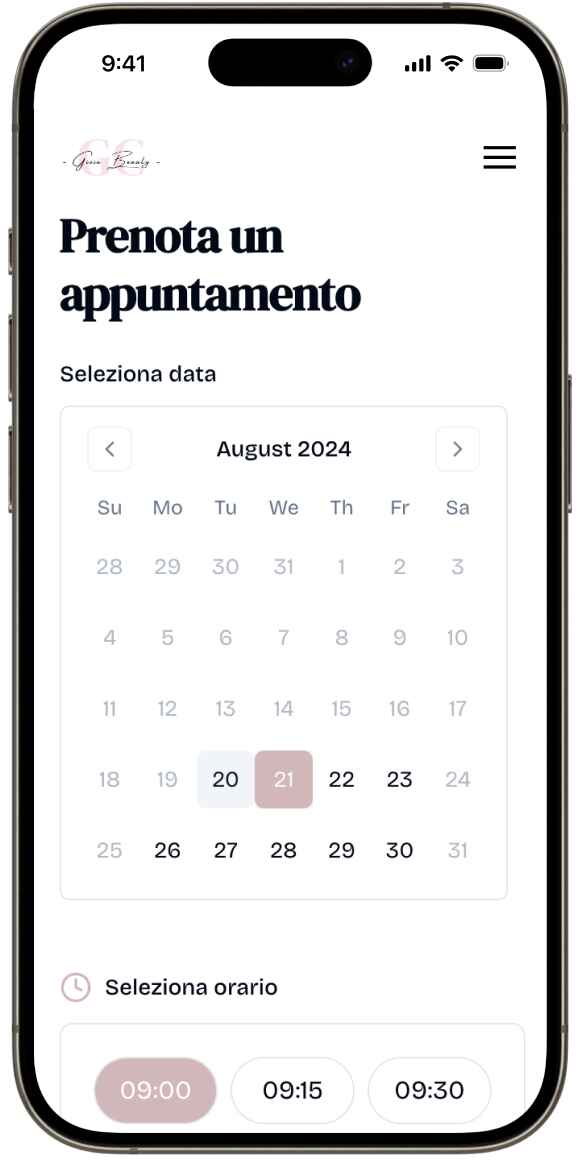 9:41
GC
- Gioia Beauty -
Prenota un
appuntamento
Seleziona data
August 2024
Su Mo Tu We Th Fr Sa
28 29 30 31 1 2 3
4 5 6 7 8 9 10
11 12 13 14 15 16 17
18 19 20 21 22 23 24
25 26 27 28 29 30 31
Seleziona orario
09:00 09:15 09:30